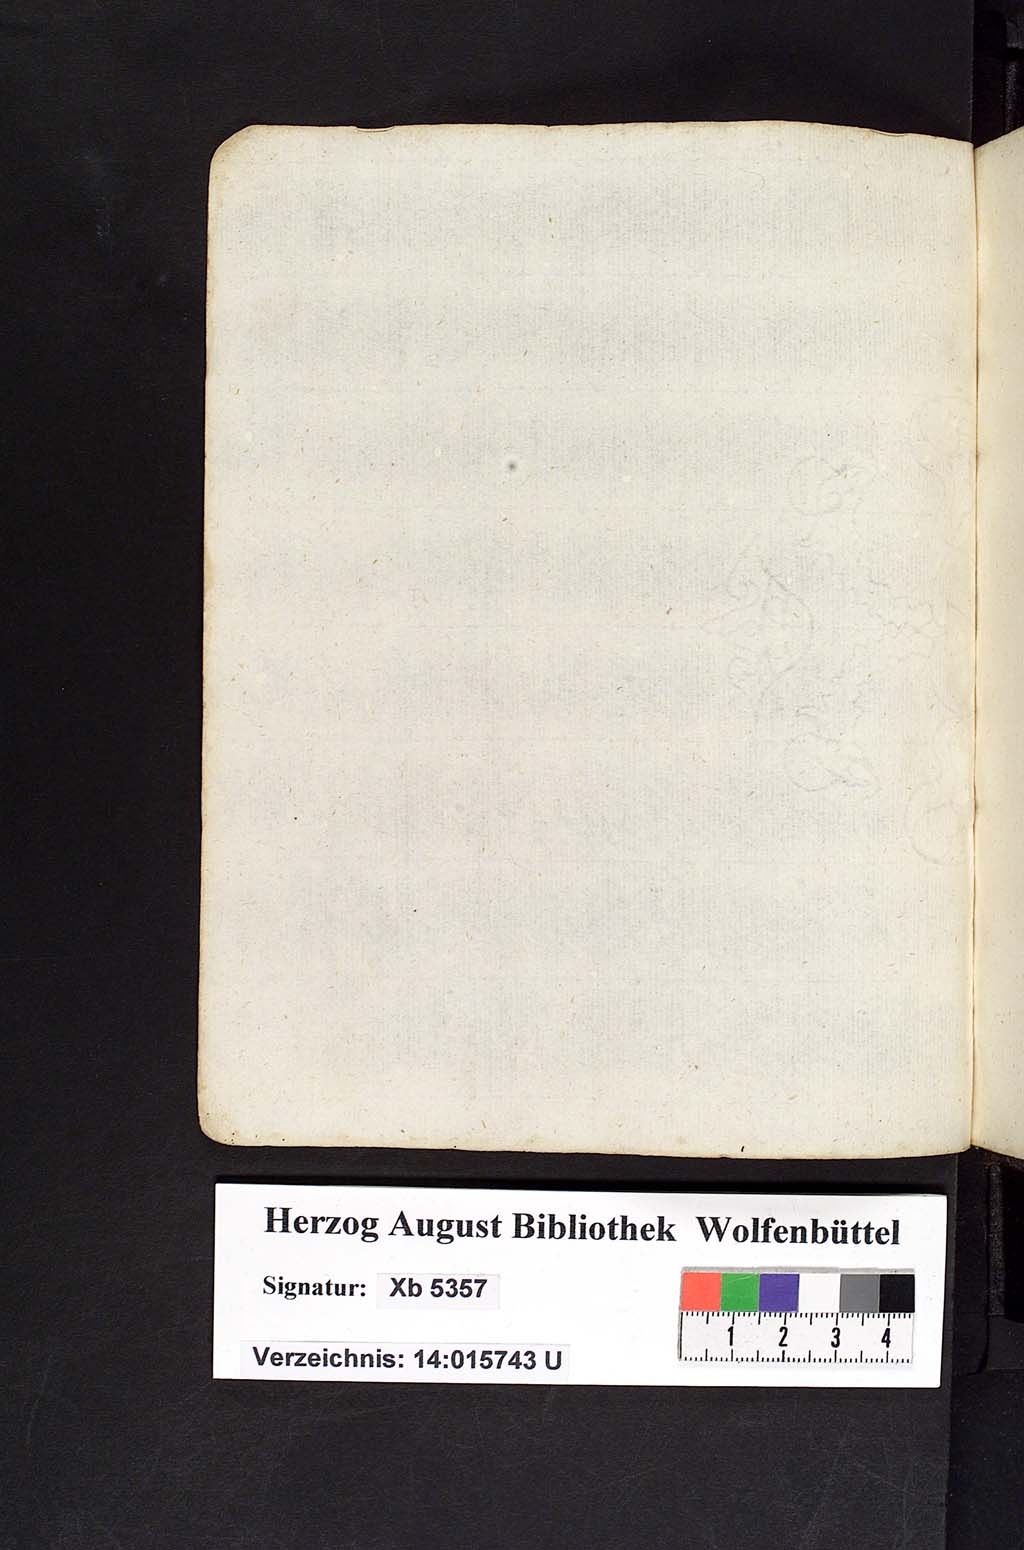 Herzog August Bibliothek Wolfenbüttel
Signatur: Xb 5357
Verzeichnis: 14:015743 U
1 2 3 4